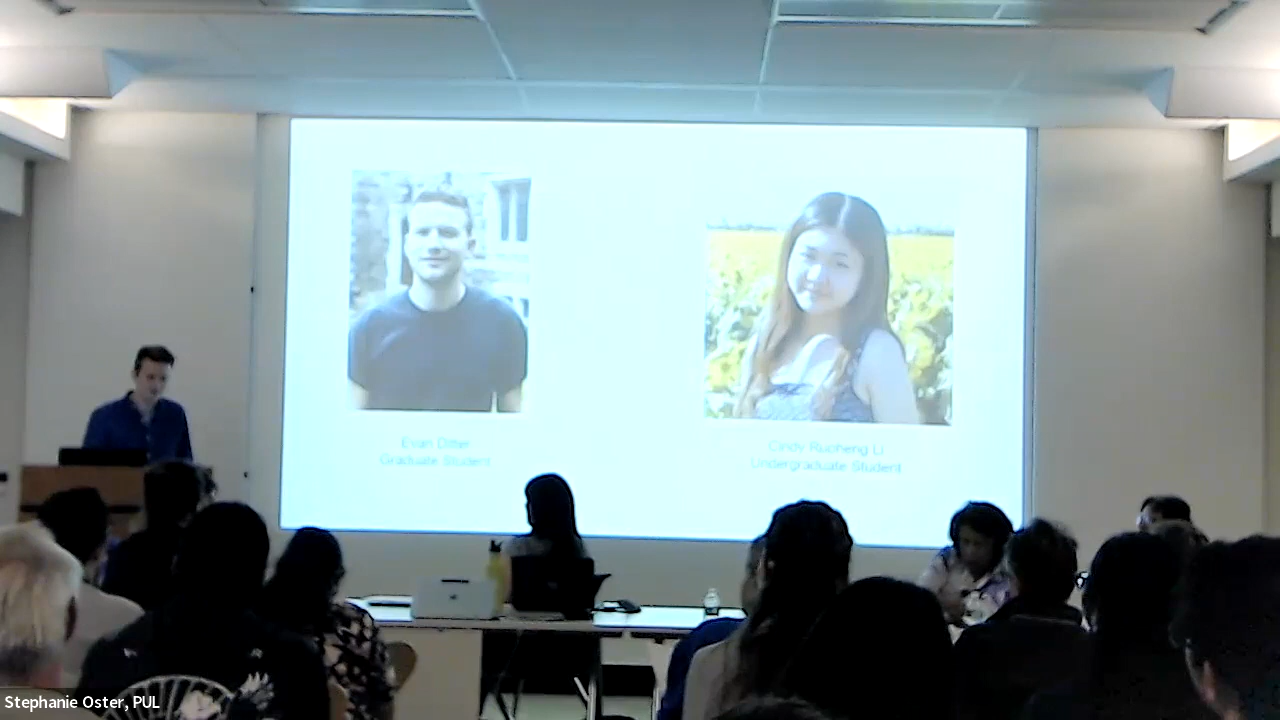 Evan Ditter
Graduate Student
Cindy Ruoheng Li
Undergraduate Student
Stephanie Oster, PUL